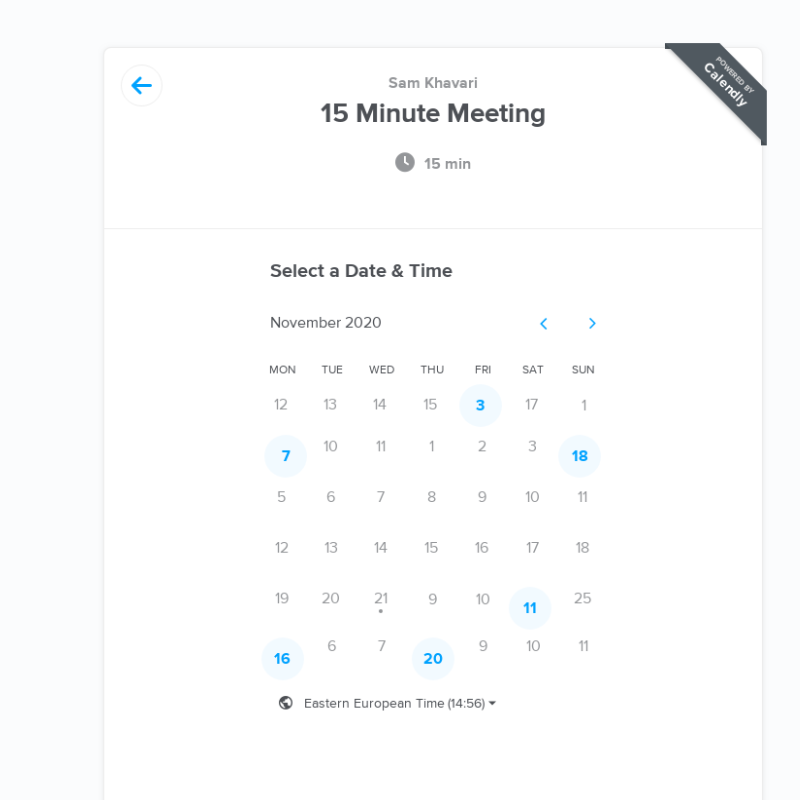 POWERED BY
Calendly
Sam Khavari
15 Minute Meeting
15 min
Select a Date & Time
November 2020
MON TUE WED THU FRI SAT SUN
12 13 14 15 3 17 1
7 10 11 1 2 3 18
5 6 7 8 9 10 11
12 13 14 15 16 17 18
19 20 21 9 10 11 25
16 6 7 20 9 10 11
Eastern European Time (14:56)